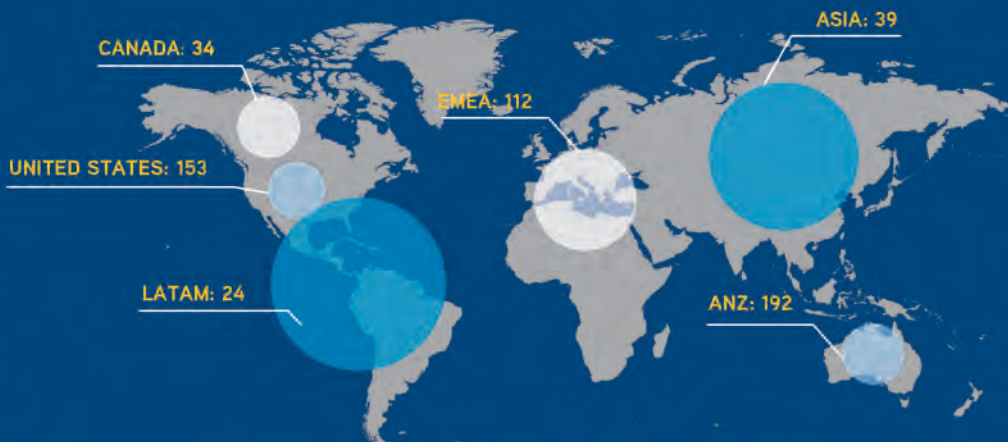 ASIA: 39
CANADA: 34
EMEA: 112
UNITED STATES: 153
LATAM: 24
ANZ: 192